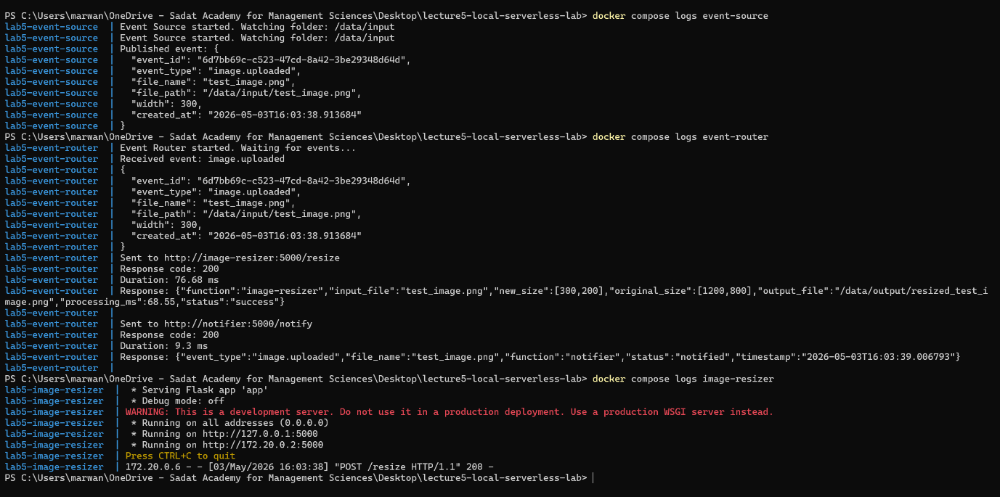 PS C:\Users\marwan\OneDrive - Sadat Academy for Management Sciences\Desktop\lecture5-local-serverless-lab> docker compose logs event-source
lab5-event-source  | Event Source started. Watching folder: /data/input
lab5-event-source  | Event Source started. Watching folder: /data/input
lab5-event-source  | Published event: {
lab5-event-source  |   "event_id": "6d7bb69c-c523-47cd-8a42-3be29348d64d",
lab5-event-source  |   "event_type": "image.uploaded",
lab5-event-source  |   "file_name": "test_image.png",
lab5-event-source  |   "file_path": "/data/input/test_image.png",
lab5-event-source  |   "width": 300,
lab5-event-source  |   "created_at": "2026-05-03T16:03:38.913684"
lab5-event-source  | }
PS C:\Users\marwan\OneDrive - Sadat Academy for Management Sciences\Desktop\lecture5-local-serverless-lab> docker compose logs event-router
lab5-event-router  | Event Router started. Waiting for events...
lab5-event-router  | Received event: image.uploaded
lab5-event-router  | {
lab5-event-router  |   "event_id": "6d7bb69c-c523-47cd-8a42-3be29348d64d",
lab5-event-router  |   "event_type": "image.uploaded",
lab5-event-router  |   "file_name": "test_image.png",
lab5-event-router  |   "file_path": "/data/input/test_image.png",
lab5-event-router  |   "width": 300,
lab5-event-router  |   "created_at": "2026-05-03T16:03:38.913684"
lab5-event-router  | }
lab5-event-router  | Sent to http://image-resizer:5000/resize
lab5-event-router  | Response code: 200
lab5-event-router  | Duration: 76.68 ms
lab5-event-router  | Response: {"function":"image-resizer","input_file":"test_image.png","new_size":[300,200],"original_size":[1200,800],"output_file":"/data/output/resized_test_i
mage.png","processing_ms":68.55,"status":"success"}
lab5-event-router  |
lab5-event-router  | Sent to http://notifier:5000/notify
lab5-event-router  | Response code: 200
lab5-event-router  | Duration: 9.3 ms
lab5-event-router  | Response: {"event_type":"image.uploaded","file_name":"test_image.png","function":"notifier","status":"notified","timestamp":"2026-05-03T16:03:39.006793"}
lab5-event-router  |
PS C:\Users\marwan\OneDrive - Sadat Academy for Management Sciences\Desktop\lecture5-local-serverless-lab> docker compose logs image-resizer
lab5-image-resizer  |  * Serving Flask app 'app'
lab5-image-resizer  |  * Debug mode: off
lab5-image-resizer  | WARNING: This is a development server. Do not use it in a production deployment. Use a production WSGI server instead.
lab5-image-resizer  |  * Running on all addresses (0.0.0.0)
lab5-image-resizer  |  * Running on http://127.0.0.1:5000
lab5-image-resizer  |  * Running on http://172.20.0.2:5000
lab5-image-resizer  | Press CTRL+C to quit
lab5-image-resizer  | 172.20.0.6 - - [03/May/2026 16:03:38] "POST /resize HTTP/1.1" 200 -
PS C:\Users\marwan\OneDrive - Sadat Academy for Management Sciences\Desktop\lecture5-local-serverless-lab>